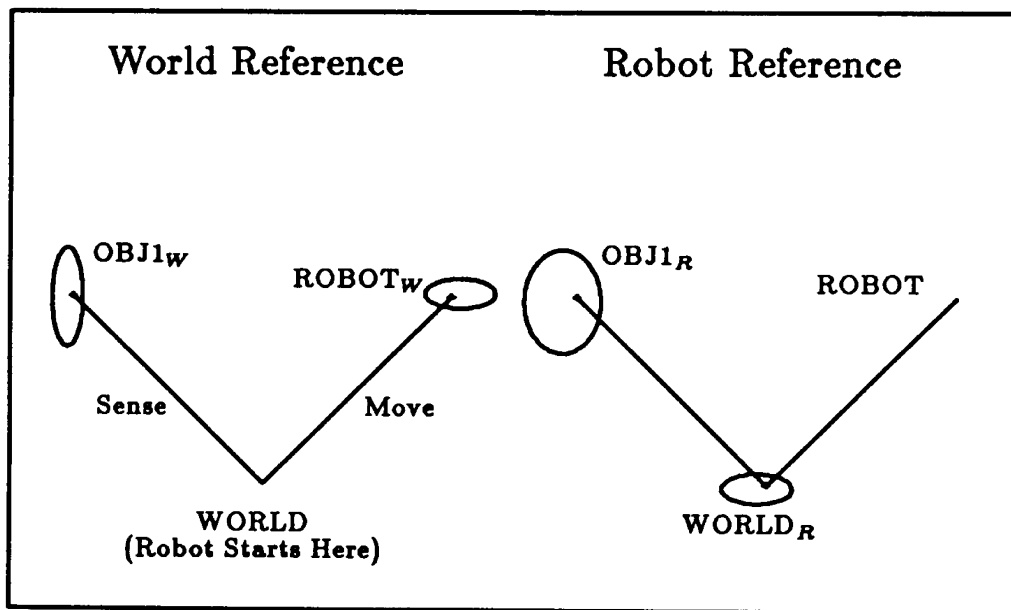 World Reference
Robot Reference
OBJ1W
ROBOTW
Sense
Move
WORLD
(Robot Starts Here)
OBJ1R
ROBOT
WORLDR